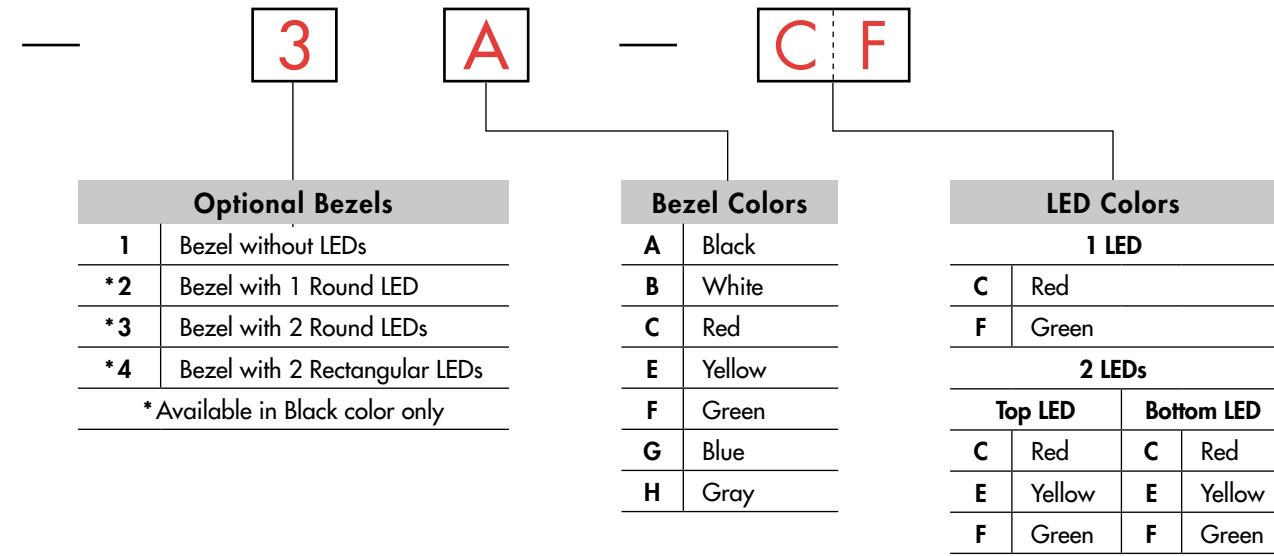 — 3 A — C F
Optional Bezels
1 Bezel without LEDs
*2 Bezel with 1 Round LED
*3 Bezel with 2 Round LEDs
*4 Bezel with 2 Rectangular LEDs
*Available in Black color only
Bezel Colors
A Black
B White
C Red
E Yellow
F Green
G Blue
H Gray
LED Colors
1 LED
C Red
F Green
2 LEDs
Top LED Bottom LED
C Red C Red
E Yellow E Yellow
F Green F Green